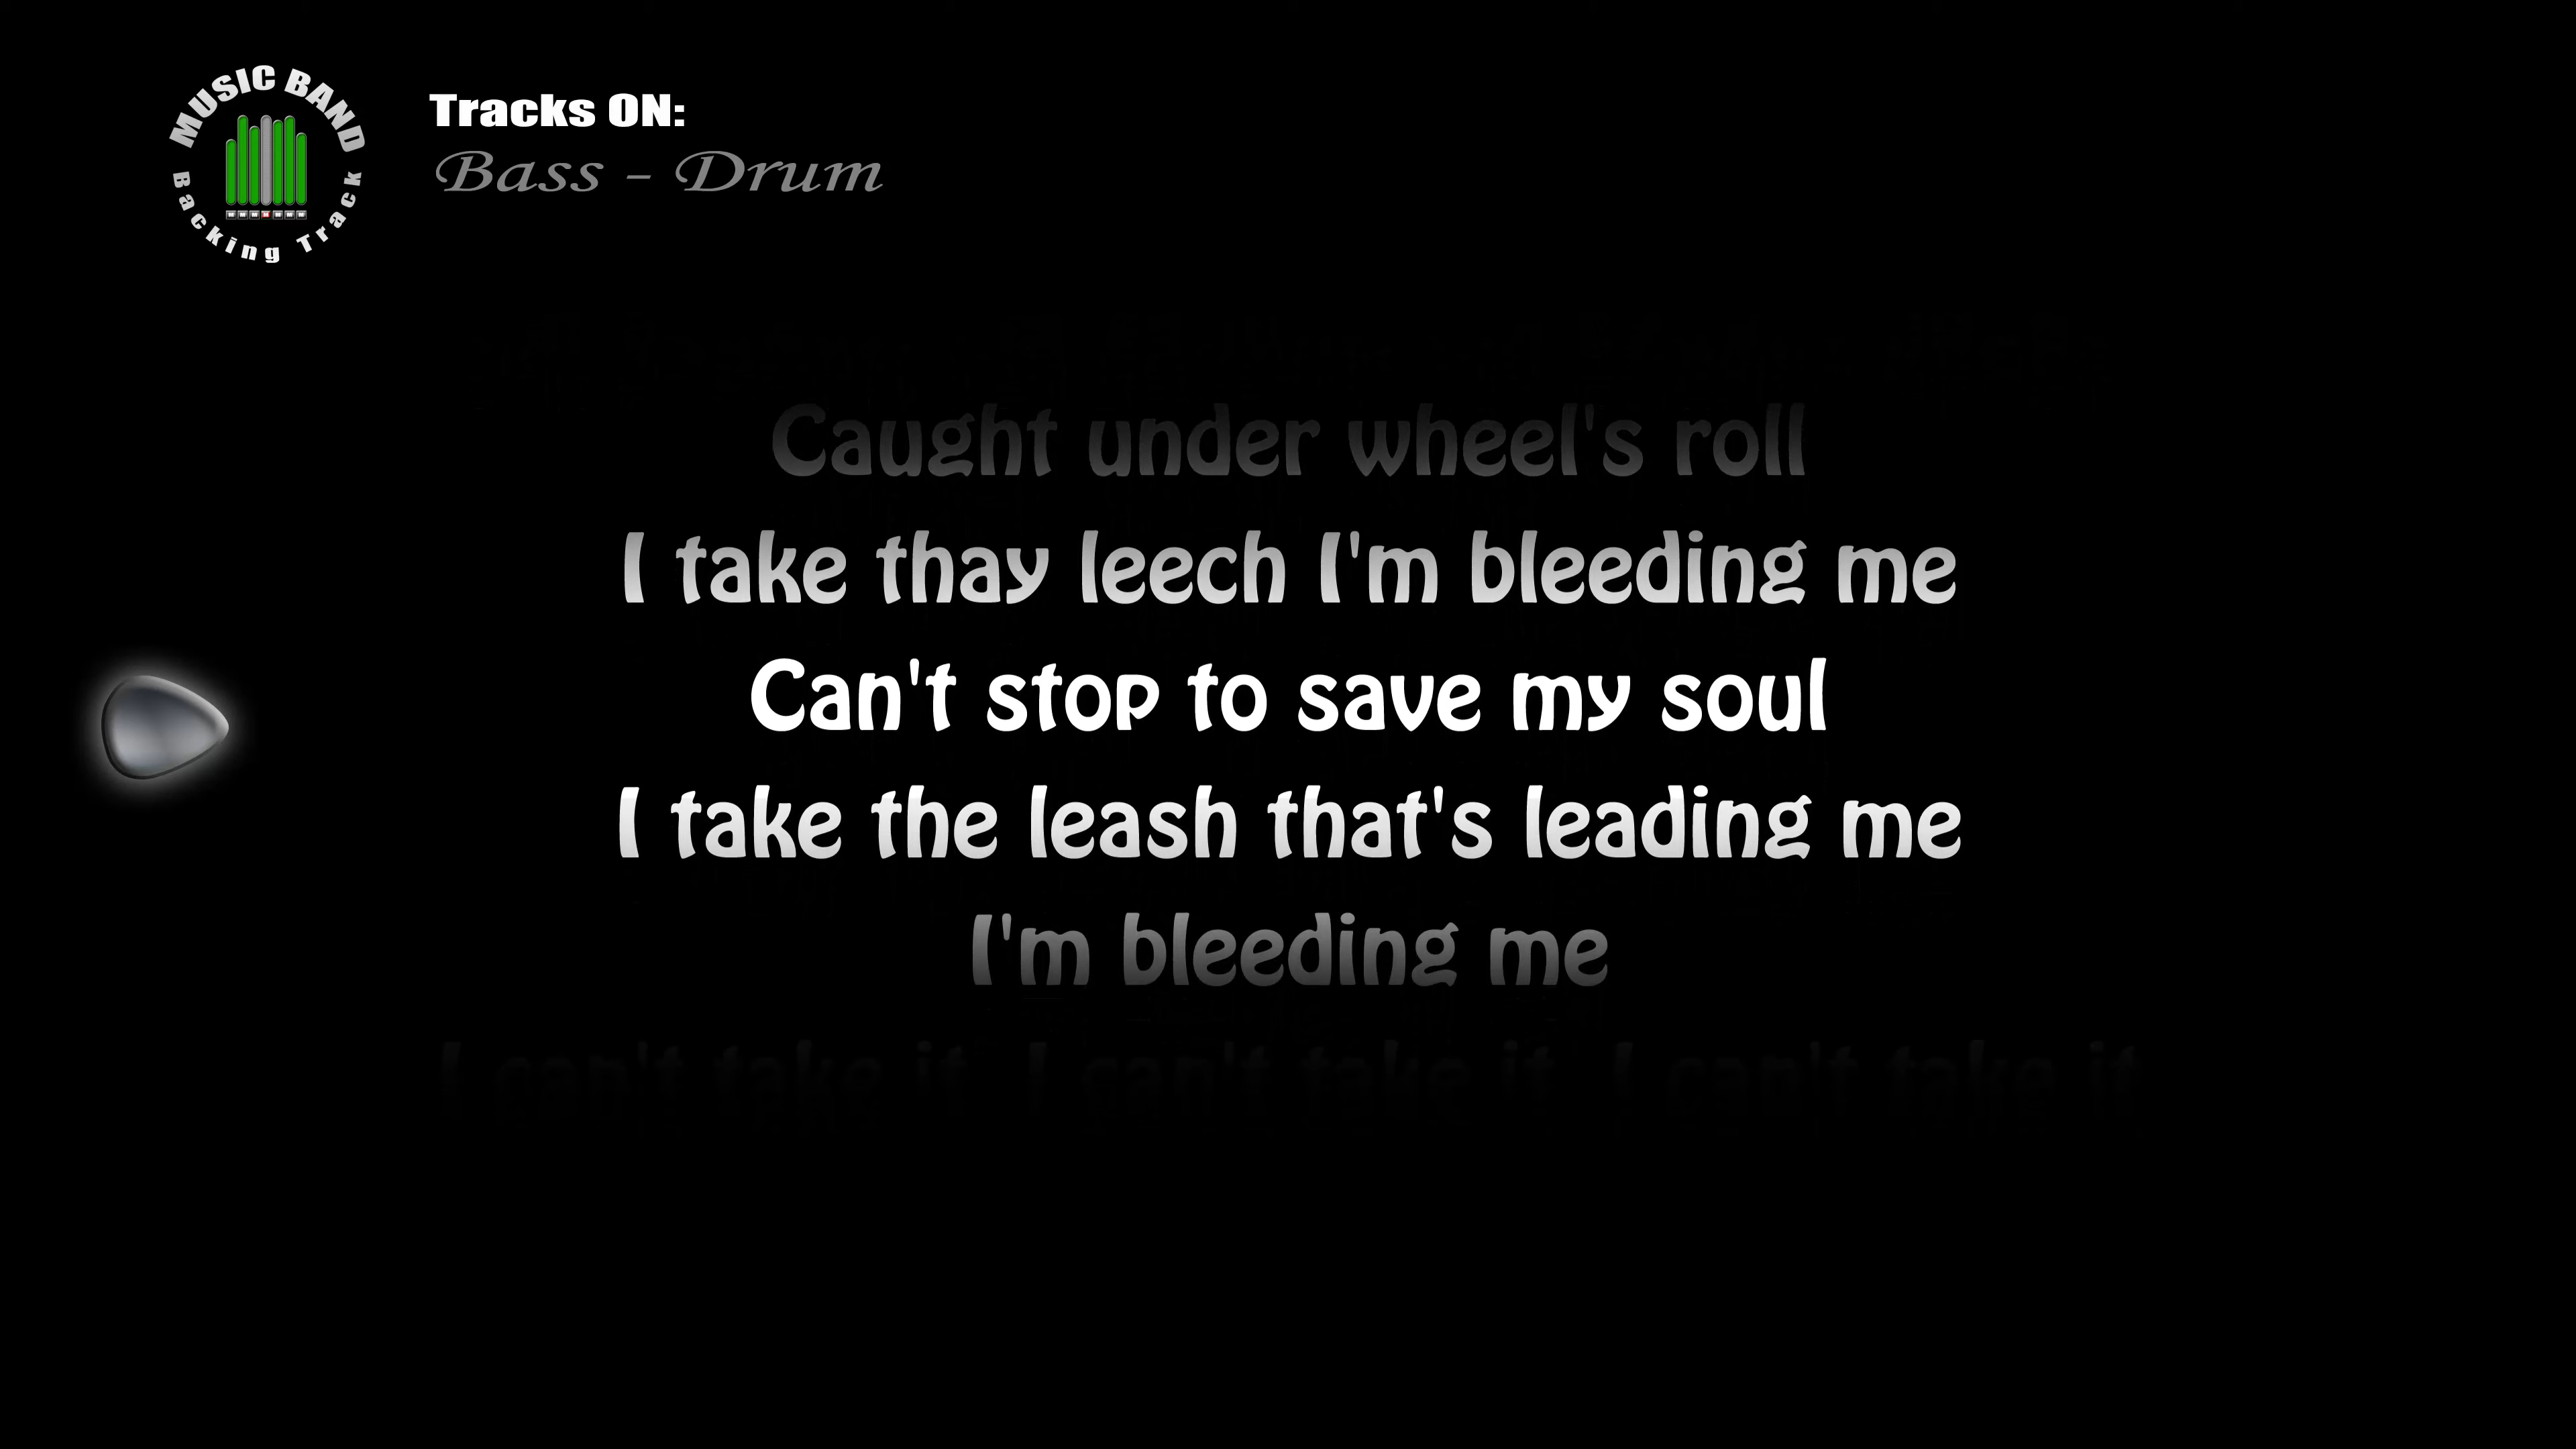 MUSIC BAND
Backing Track
Tracks ON:
Bass - Drum
Caught under wheel's roll
I take thay leech I'm bleeding me
Can't stop to save my soul
I take the leash that's leading me
I'm bleeding me
I can't take it I can't take it I can't take it